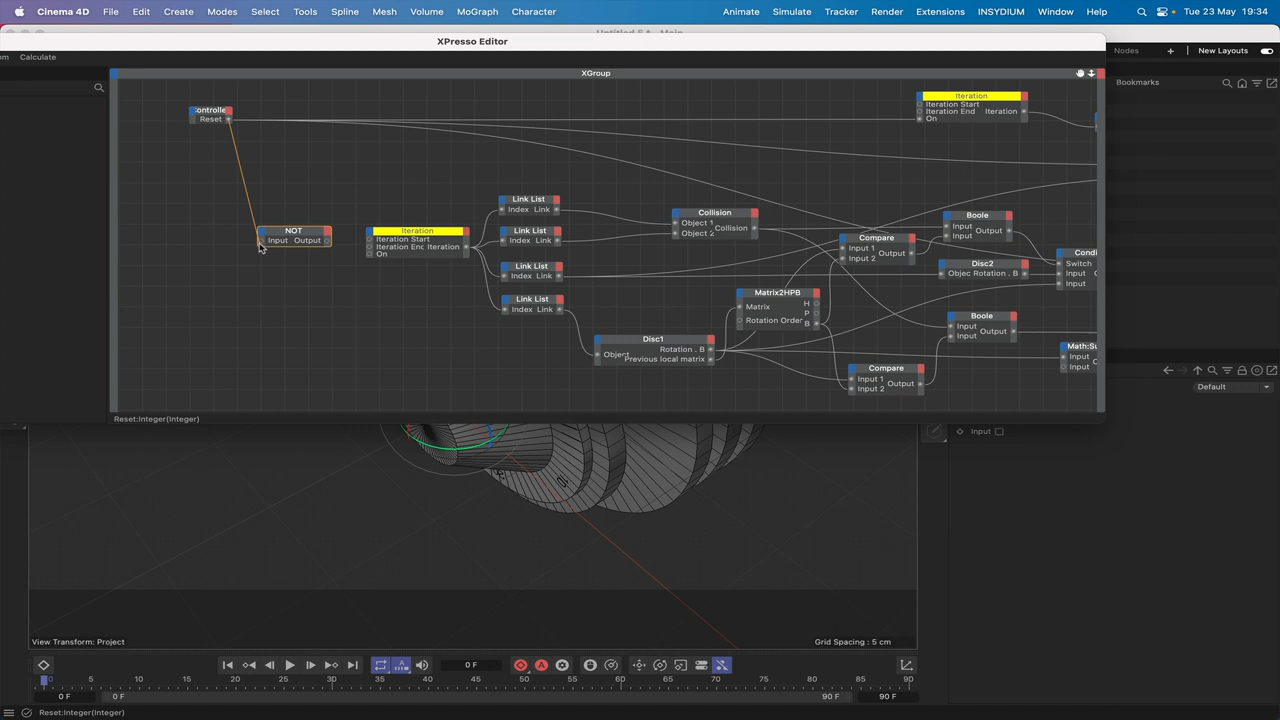 Cinema 4D File Edit Create Modes Select Tools Spline Mesh Volume MoGraph Character Animate Simulate Tracker Render Extensions INSYDIUM Window Help Tue 23 May 19:34
XPresso Editor
Nodes + New Layouts
Calculate
Bookmarks
XGroup
Iteration
Iteration Start
Iteration End Iteration
On
ontrolle
Reset
Link List
Index Link
Collision
Object 1
Object 2 Collision
Boole
Input
Input Output
NOT
Input Output
Iteration
Iteration Start
Iteration Enc Iteration
On
Link List
Index Link
Compare
Input 1
Input 2 Output
Link List
Index Link
Disc2
Objec Rotation . B
Condi
Switch
Input
Input
Link List
Index Link
Matrix2HPB
Matrix H
P
Rotation Order B
Boole
Input
Input Output
Disc1
Rotation . B
Object Previous local matrix
Math:Su
Input
Input
Compare
Input 1
Input 2 Output
Default
Reset:Integer(Integer)
Input
View Transform: Project
Grid Spacing : 5 cm
0 F
0 5 10 15 20 25 30 35 40 45 50 55 60 65 70 75 80 85 90
0 F 0 F 90 F 90 F
Reset:Integer(Integer)